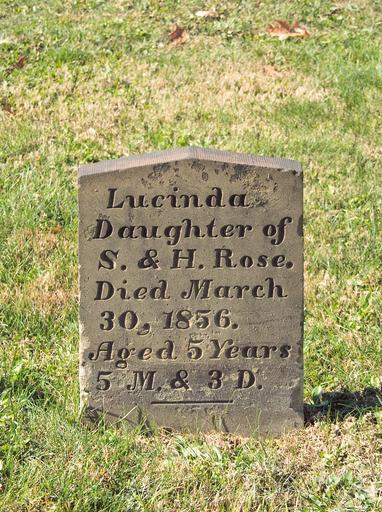 Lucinda
Daughter of
S. & H. Rose.
Died March
30, 1856.
Aged 5 Years
5 M. & 3 D.